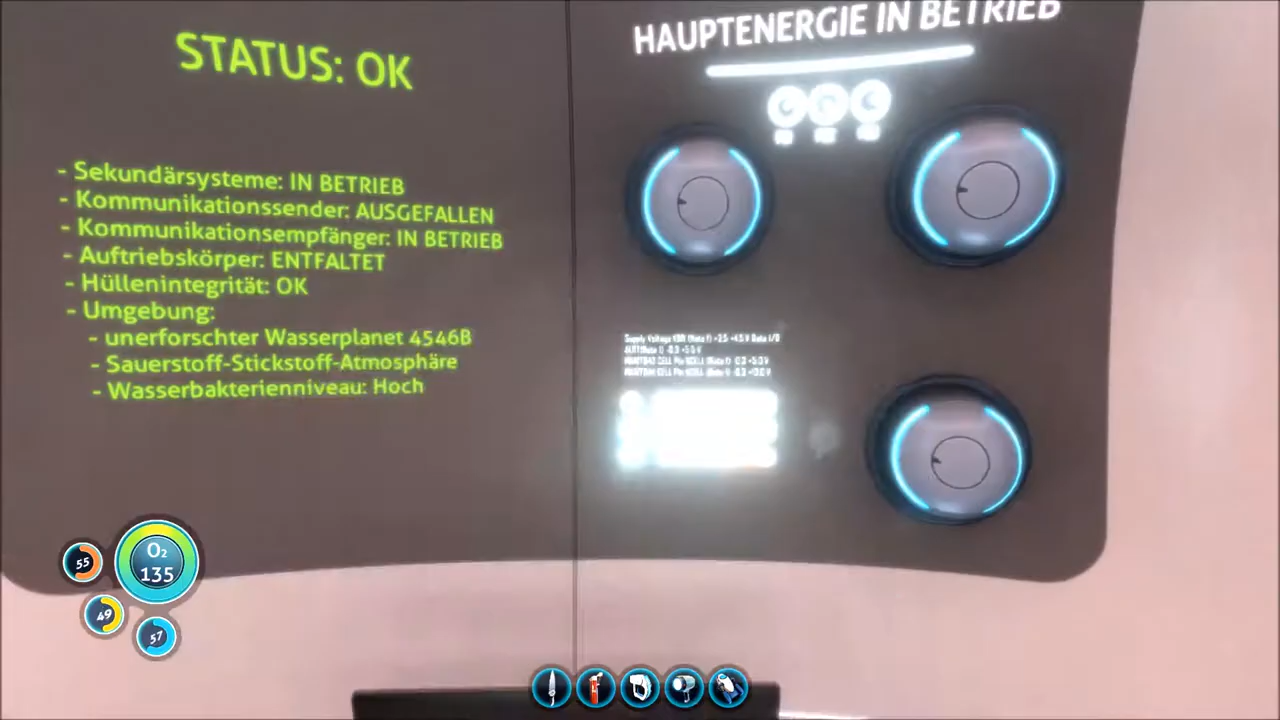 STATUS: OK
- Sekundärsysteme: IN BETRIEB
- Kommunikationssender: AUSGEFALLEN
- Kommunikationsempfänger: IN BETRIEB
- Auftriebskörper: ENTFALTET
- Hüllenintegrität: OK
- Umgebung:
- unerforschter Wasserplanet 4546B
- Sauerstoff-Stickstoff-Atmosphäre
- Wasserbakterienniveau: Hoch
HAUPTENERGIE IN BETRIEB
55
O₂
135
49
57